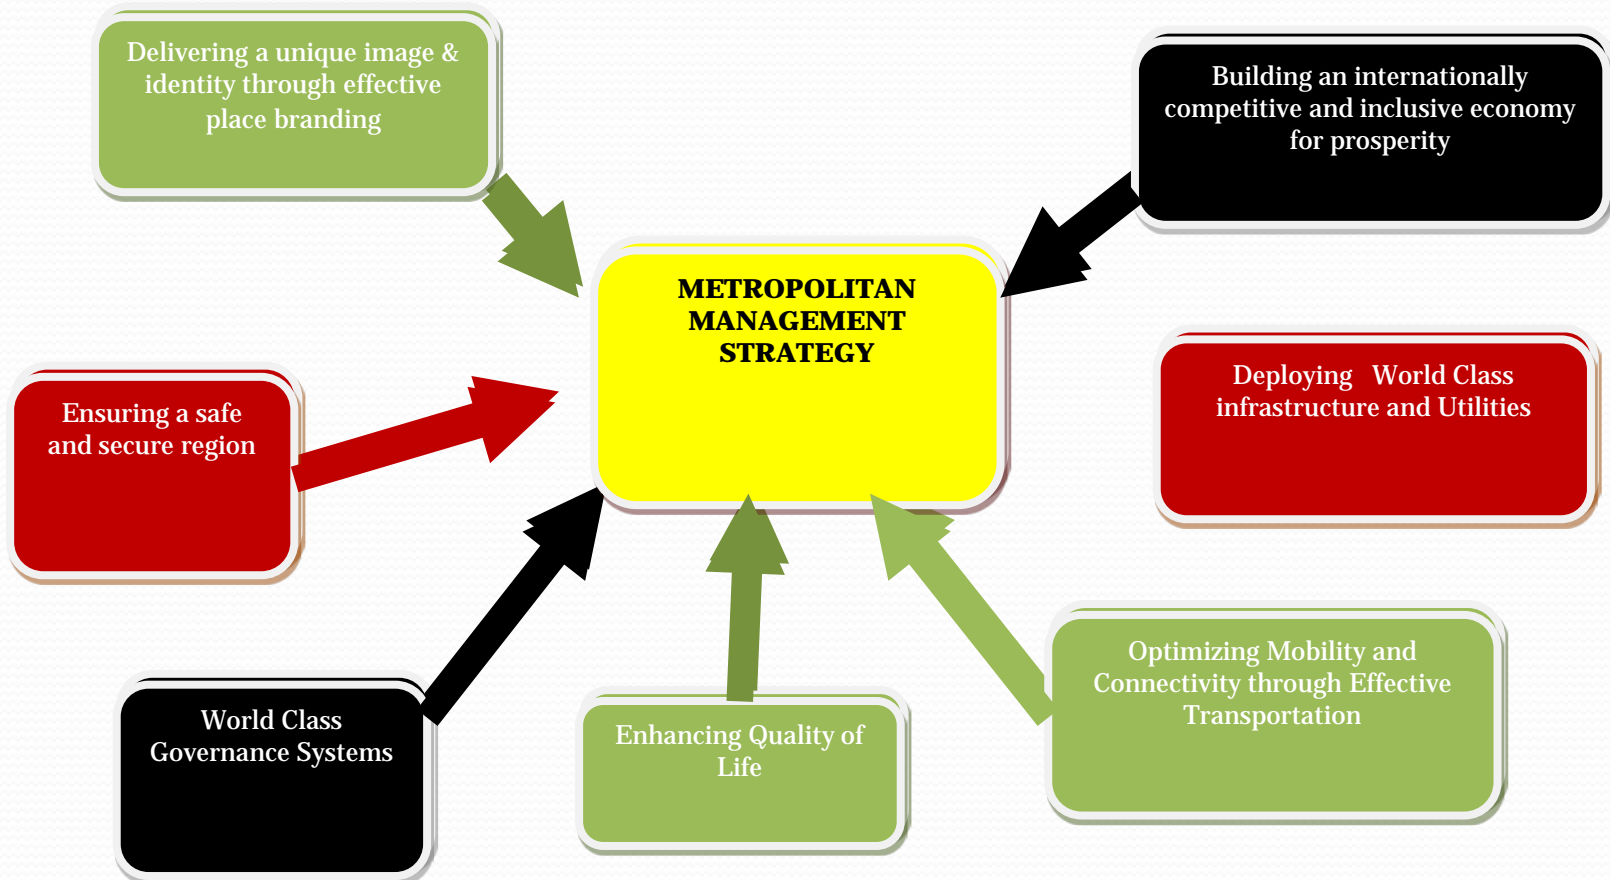 Delivering a unique image &
identity through effective
place branding
Building an internationally
competitive and inclusive economy
for prosperity
METROPOLITAN
MANAGEMENT
STRATEGY
Deploying   World Class
infrastructure and Utilities
Ensuring a safe
and secure region
Optimizing Mobility and
Connectivity through Effective
Transportation
World Class
Governance Systems
Enhancing Quality of
Life